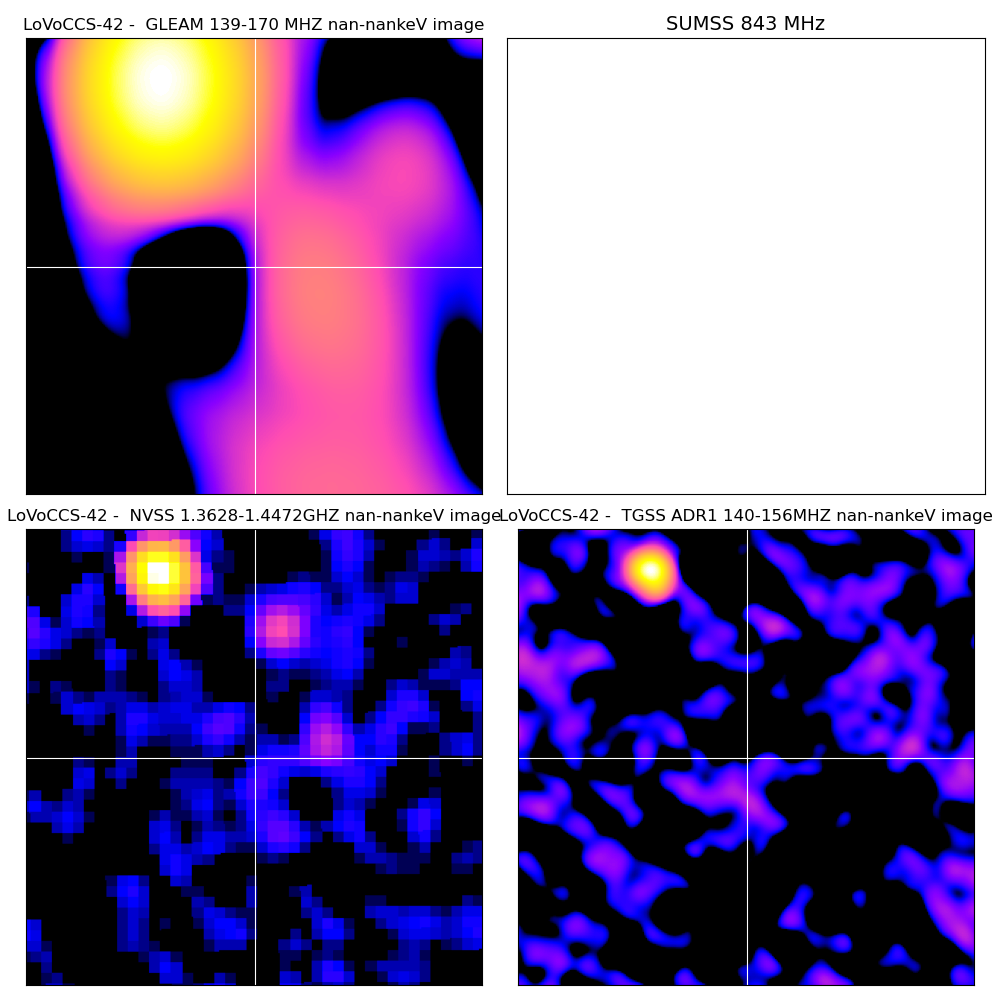 LoVoCCS-42 -  GLEAM 139-170 MHZ nan-nankeV image
SUMSS 843 MHz
LoVoCCS-42 -  NVSS 1.3628-1.4472GHZ nan-nankeV image
LoVoCCS-42 -  TGSS ADR1 140-156MHZ nan-nankeV image